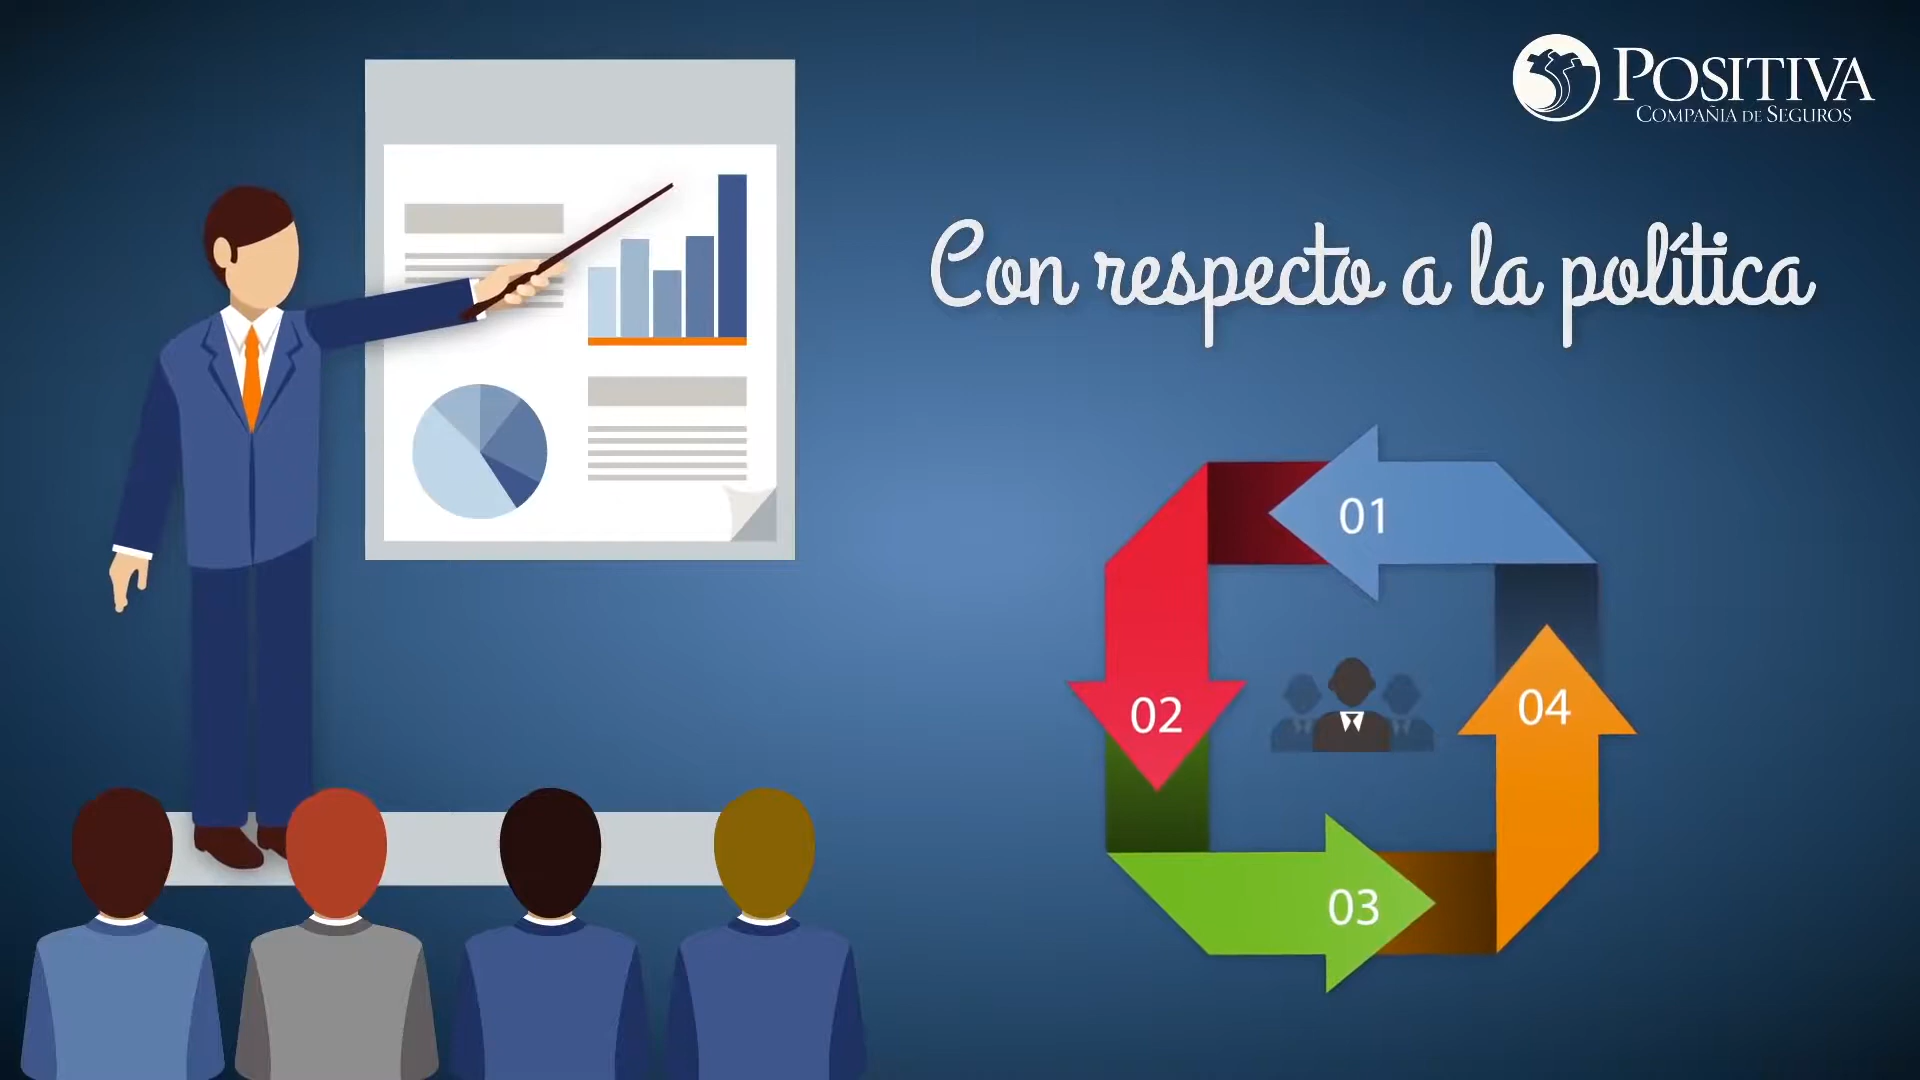 POSITIVA
COMPAÑIA DE SEGUROS
Con respecto a la política
01
02
04
03